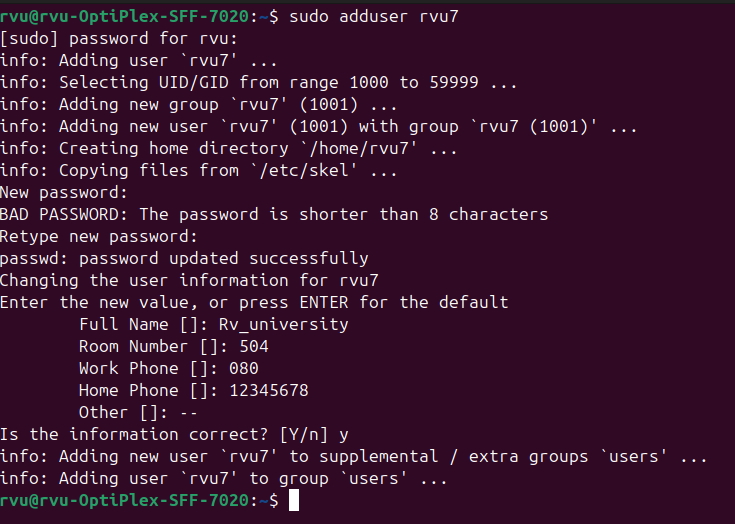 rvu@rvu-OptiPlex-SFF-7020:~$ sudo adduser rvu7
[sudo] password for rvu:
info: Adding user `rvu7' ...
info: Selecting UID/GID from range 1000 to 59999 ...
info: Adding new group `rvu7' (1001) ...
info: Adding new user `rvu7' (1001) with group `rvu7 (1001)' ...
info: Creating home directory `/home/rvu7' ...
info: Copying files from `/etc/skel' ...
New password:
BAD PASSWORD: The password is shorter than 8 characters
Retype new password:
passwd: password updated successfully
Changing the user information for rvu7
Enter the new value, or press ENTER for the default
        Full Name []: Rv_university
        Room Number []: 504
        Work Phone []: 080
        Home Phone []: 12345678
        Other []: --
Is the information correct? [Y/n] y
info: Adding new user `rvu7' to supplemental / extra groups `users' ...
info: Adding user `rvu7' to group `users' ...
rvu@rvu-OptiPlex-SFF-7020:~$